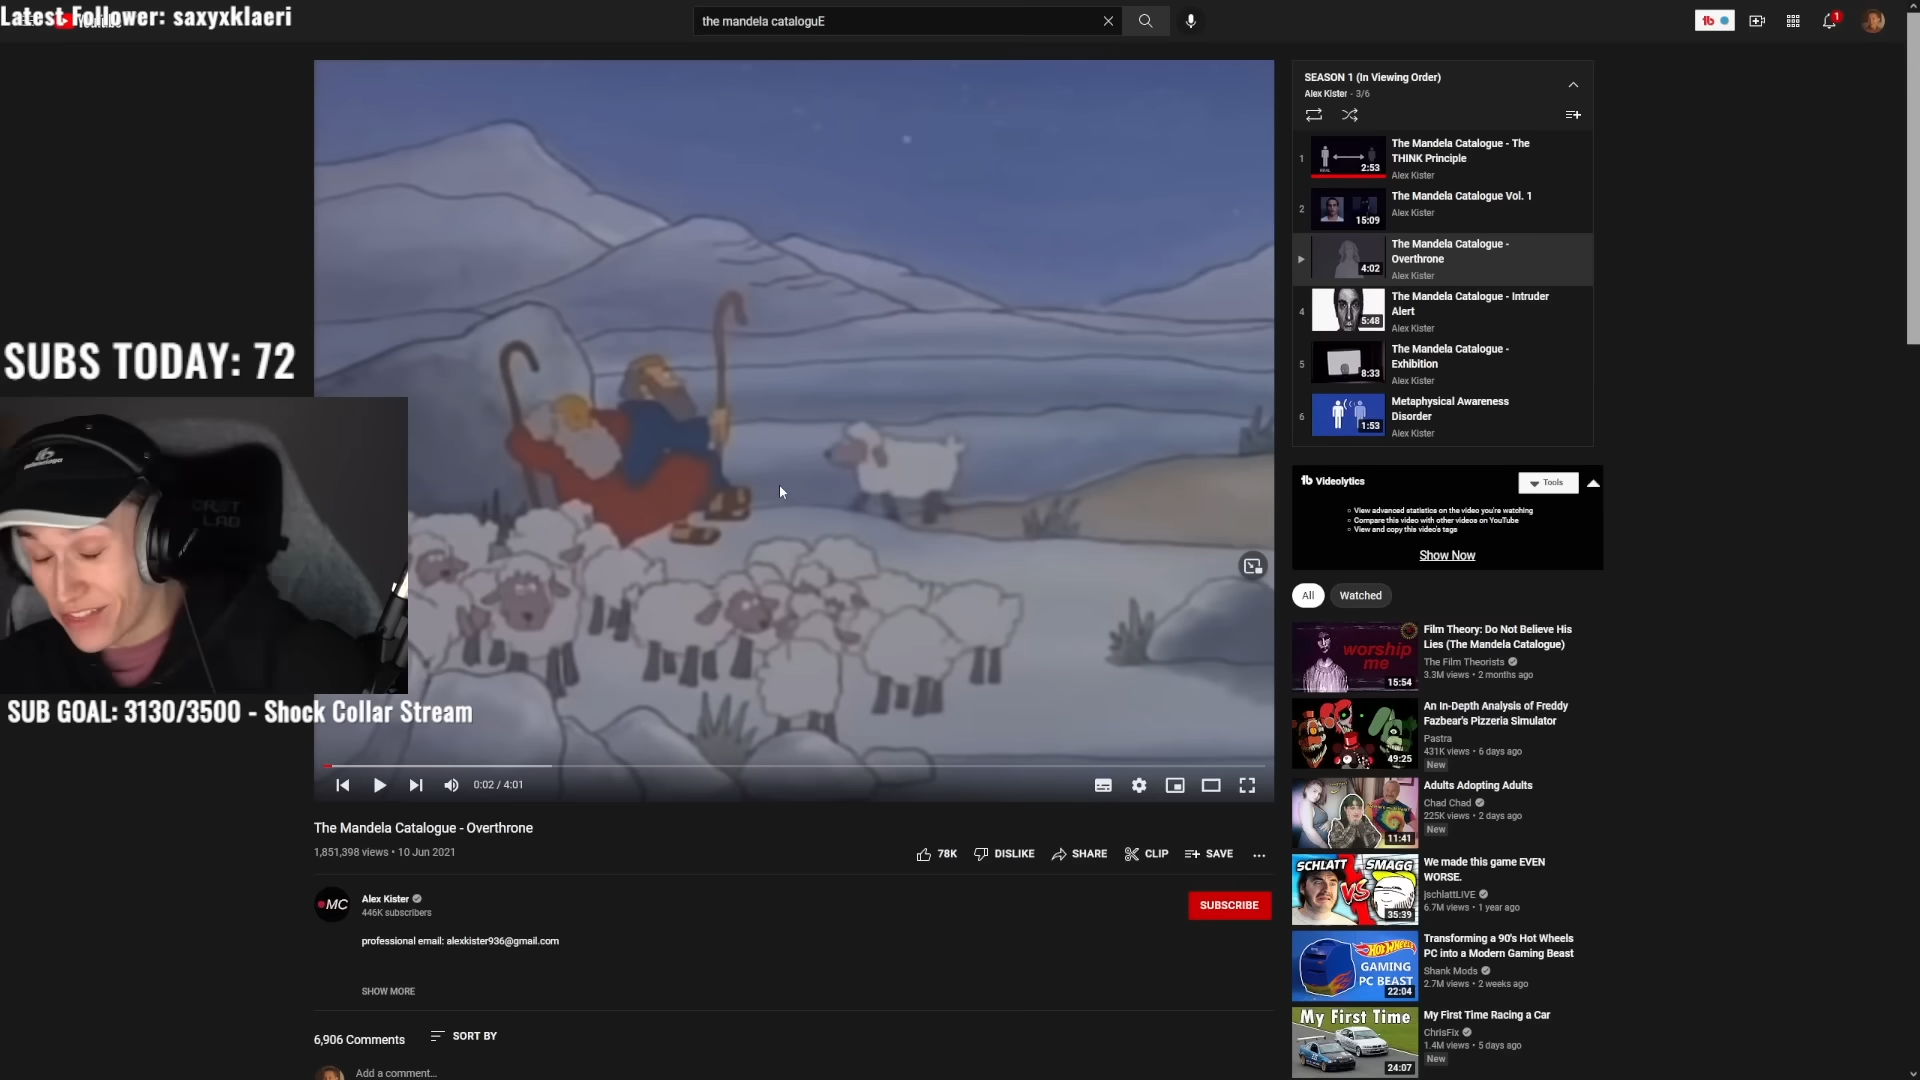 Latest Follower: saxyxklaeri
the mandela cataloguE
1
SEASON 1 (In Viewing Order)
Alex Kister - 3/6
1
2:53
The Mandela Catalogue - The
THINK Principle
Alex Kister
2
15:09
The Mandela Catalogue Vol. 1
Alex Kister
4:02
The Mandela Catalogue -
Overthrone
Alex Kister
4
5:48
The Mandela Catalogue - Intruder
Alert
Alex Kister
5
8:33
The Mandela Catalogue -
Exhibition
Alex Kister
6
1:53
Metaphysical Awareness
Disorder
Alex Kister
SUBS TODAY: 72
SUB GOAL: 3130/3500 - Shock Collar Stream
0:02 / 4:01
Videolytics
Tools
View advanced statistics on the video you're watching
Compare this video with other videos on YouTube
View and copy this video's tags
Show Now
All
Watched
worship
me
15:54
Film Theory: Do Not Believe His
Lies (The Mandela Catalogue)
The Film Theorists
3.3M views • 2 months ago
49:25
An In-Depth Analysis of Freddy
Fazbear's Pizzeria Simulator
Pastra
431K views • 6 days ago
New
11:41
Adults Adopting Adults
Chad Chad
225K views • 2 days ago
New
SCHLATT VS SMAGG
35:39
We made this game EVEN
WORSE.
jschlattLIVE
6.7M views • 1 year ago
HOT WHEELS
GAMING
PC BEAST
22:04
Transforming a 90's Hot Wheels
PC into a Modern Gaming Beast
Shank Mods
2.7M views • 2 weeks ago
My First Time
24:07
My First Time Racing a Car
ChrisFix
1.4M views • 5 days ago
New
The Mandela Catalogue - Overthrone
1,851,398 views • 10 Jun 2021
78K
DISLIKE
SHARE
CLIP
SAVE
MC
Alex Kister
446K subscribers
SUBSCRIBE
professional email: alexkister936@gmail.com
SHOW MORE
6,906 Comments
SORT BY
Add a comment...